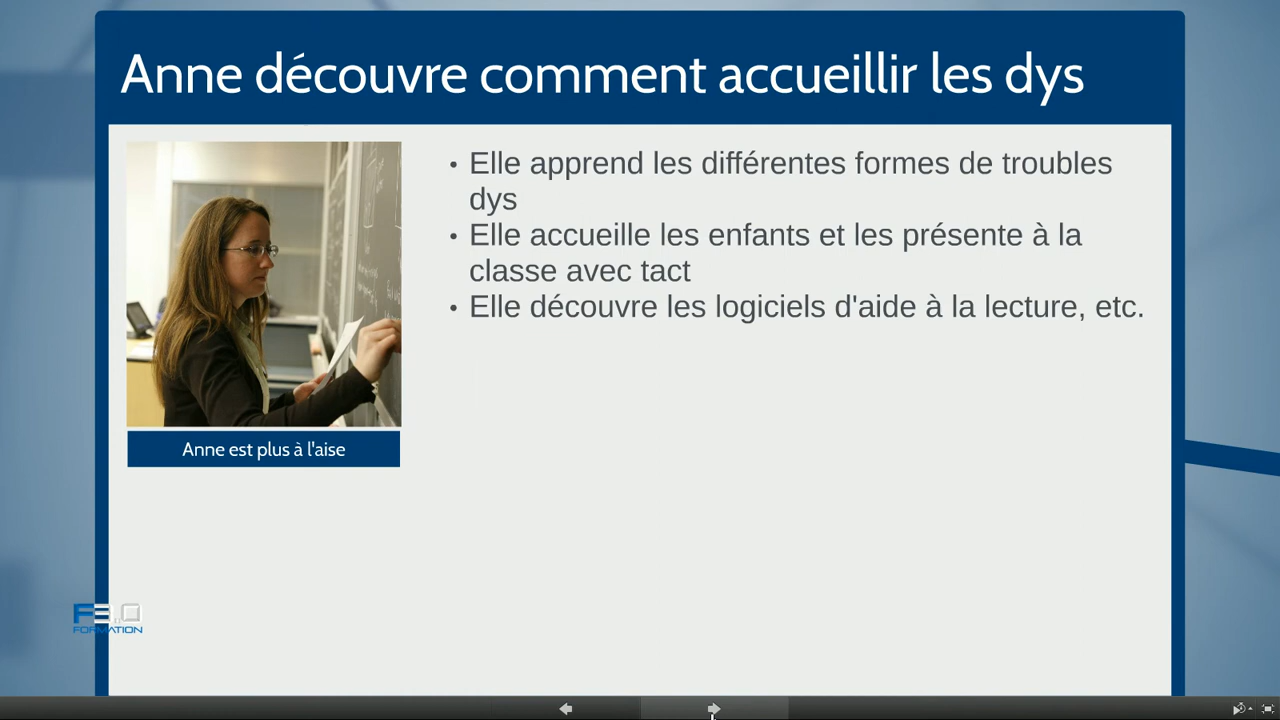 Anne découvre comment accueillir les dys
• Elle apprend les différentes formes de troubles
dys
• Elle accueille les enfants et les présente à la
classe avec tact
• Elle découvre les logiciels d'aide à la lecture, etc.
Anne est plus à l'aise
FORMATION